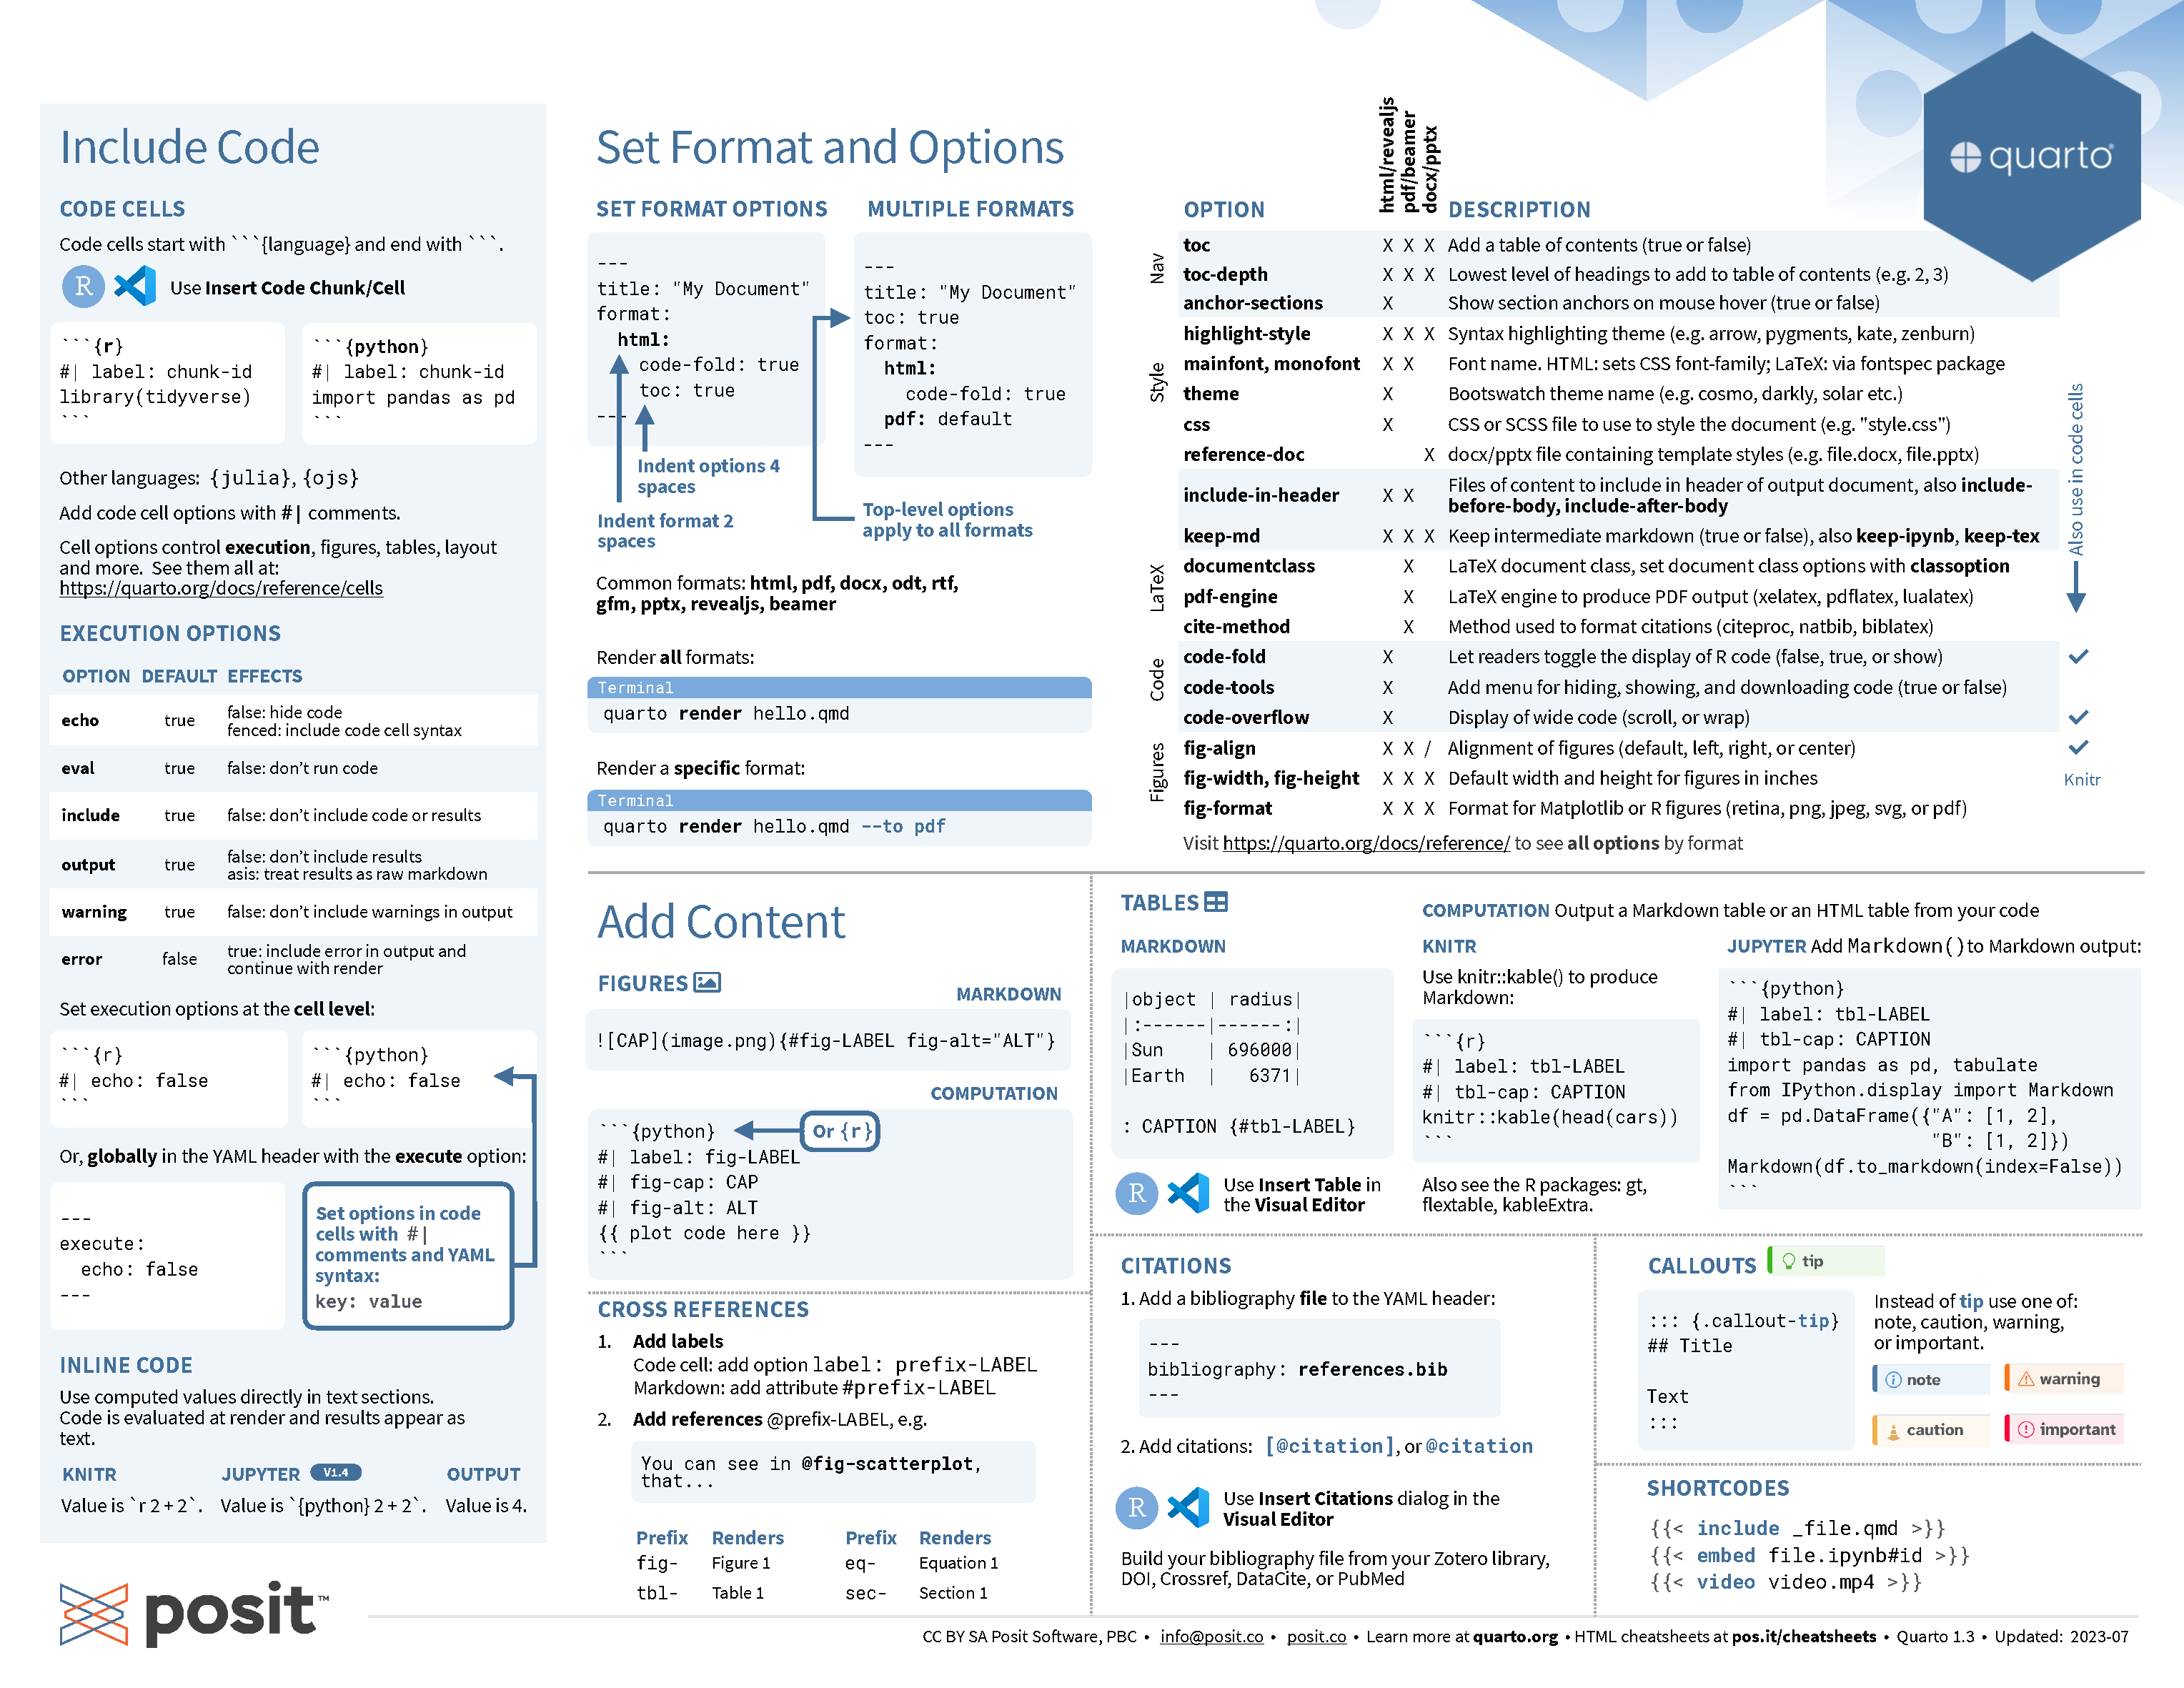 Include Code
CODE CELLS
Code cells start with ```{language} and end with ```.
R
Use Insert Code Chunk/Cell
```{r}
#| label: chunk-id
library(tidyverse)
```
```{python}
#| label: chunk-id
import pandas as pd
```
Other languages: {julia}, {ojs}
Add code cell options with #| comments.
Cell options control execution, figures, tables, layout
and more. See them all at:
https://quarto.org/docs/reference/cells
EXECUTION OPTIONS
OPTION DEFAULT EFFECTS
echo true false: hide code
fenced: include code cell syntax
eval true false: don't run code
include true false: don't include code or results
output true false: don't include results
asis: treat results as raw markdown
warning true false: don't include warnings in output
error false true: include error in output and
continue with render
Set execution options at the cell level:
```{r}
#| echo: false
```
```{python}
#| echo: false
```
Or, globally in the YAML header with the execute option:
---
execute:
  echo: false
---
Set options in code
cells with #|
comments and YAML
syntax:
key: value
INLINE CODE
Use computed values directly in text sections.
Code is evaluated at render and results appear as
text.
KNITR JUPYTER V1.4 OUTPUT
Value is `r 2 + 2`. Value is `{python} 2 + 2`. Value is 4.
Set Format and Options
SET FORMAT OPTIONS
---
title: "My Document"
format:
  html:
    code-fold: true
    toc: true
---
Indent options 4
spaces
Indent format 2
spaces
MULTIPLE FORMATS
---
title: "My Document"
toc: true
format:
  html:
    code-fold: true
  pdf: default
---
Top-level options
apply to all formats
Common formats: html, pdf, docx, odt, rtf,
gfm, pptx, revealjs, beamer
Render all formats:
Terminal
quarto render hello.qmd
Render a specific format:
Terminal
quarto render hello.qmd --to pdf
quarto®
OPTION html/revealjs pdf/beamer docx/pptx DESCRIPTION
Nav
toc X X X Add a table of contents (true or false)
toc-depth X X X Lowest level of headings to add to table of contents (e.g. 2, 3)
anchor-sections X Show section anchors on mouse hover (true or false)
Style
highlight-style X X X Syntax highlighting theme (e.g. arrow, pygments, kate, zenburn)
mainfont, monofont X X Font name. HTML: sets CSS font-family; LaTeX: via fontspec package
theme X Bootswatch theme name (e.g. cosmo, darkly, solar etc.)
css X CSS or SCSS file to use to style the document (e.g. "style.css")
reference-doc X docx/pptx file containing template styles (e.g. file.docx, file.pptx)
include-in-header X X Files of content to include in header of output document, also include-
before-body, include-after-body
keep-md X X X Keep intermediate markdown (true or false), also keep-ipynb, keep-tex
LaTeX
documentclass X LaTeX document class, set document class options with classoption
pdf-engine X LaTeX engine to produce PDF output (xelatex, pdflatex, lualatex)
cite-method X Method used to format citations (citeproc, natbib, biblatex)
Code
code-fold X Let readers toggle the display of R code (false, true, or show)
code-tools X Add menu for hiding, showing, and downloading code (true or false)
code-overflow X Display of wide code (scroll, or wrap)
Figures
fig-align X X / Alignment of figures (default, left, right, or center)
fig-width, fig-height X X X Default width and height for figures in inches Knitr
fig-format X X X Format for Matplotlib or R figures (retina, png, jpeg, svg, or pdf)
Also use in code cells
Visit https://quarto.org/docs/reference/ to see all options by format
Add Content
FIGURES
MARKDOWN
![CAP](image.png){#fig-LABEL fig-alt="ALT"}
COMPUTATION
```{python}
Or {r}
#| label: fig-LABEL
#| fig-cap: CAP
#| fig-alt: ALT
{{ plot code here }}
```
CROSS REFERENCES
1. Add labels
Code cell: add option label: prefix-LABEL
Markdown: add attribute #prefix-LABEL
2. Add references @prefix-LABEL, e.g.
You can see in @fig-scatterplot,
that...
Prefix Renders Prefix Renders
fig- Figure 1 eq- Equation 1
tbl- Table 1 sec- Section 1
TABLES
MARKDOWN
|object | radius|
|:------|------:|
|Sun    | 696000|
|Earth  |   6371|
: CAPTION {#tbl-LABEL}
R
Use Insert Table in
the Visual Editor
COMPUTATION Output a Markdown table or an HTML table from your code
KNITR
Use knitr::kable() to produce
Markdown:
```{r}
#| label: tbl-LABEL
#| tbl-cap: CAPTION
knitr::kable(head(cars))
```
Also see the R packages: gt,
flextable, kableExtra.
JUPYTER Add Markdown() to Markdown output:
```{python}
#| label: tbl-LABEL
#| tbl-cap: CAPTION
import pandas as pd, tabulate
from IPython.display import Markdown
df = pd.DataFrame({"A": [1, 2],
                   "B": [1, 2]})
Markdown(df.to_markdown(index=False))
```
CITATIONS
1. Add a bibliography file to the YAML header:
---
bibliography: references.bib
---
2. Add citations: [@citation], or @citation
R
Use Insert Citations dialog in the
Visual Editor
Build your bibliography file from your Zotero library,
DOI, Crossref, DataCite, or PubMed
CALLOUTS
tip
::: {.callout-tip}
## Title
Text
:::
Instead of tip use one of:
note, caution, warning,
or important.
note
warning
caution
important
SHORTCODES
{{< include _file.qmd >}}
{{< embed file.ipynb#id >}}
{{< video video.mp4 >}}
posit™
CC BY SA Posit Software, PBC • info@posit.co • posit.co • Learn more at quarto.org • HTML cheatsheets at pos.it/cheatsheets • Quarto 1.3 • Updated: 2023-07